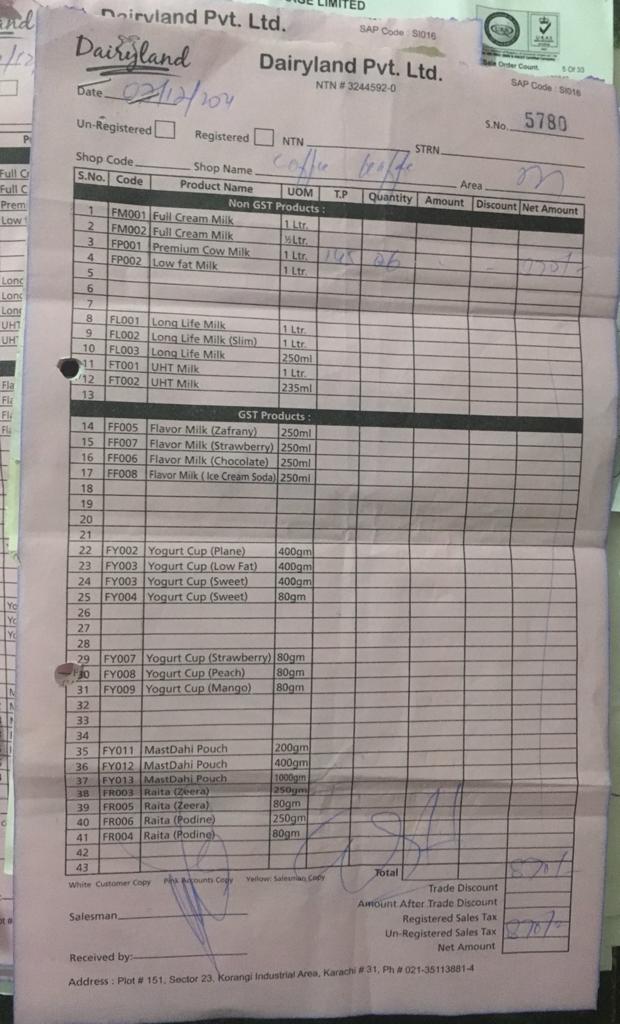 Dairyland Pvt. Ltd.
SAP Code : SI016
LIMITED
Sale Order Count.
5 Of 33
Dairyland
Dairyland Pvt. Ltd.
NTN # 3244592-0
SAP Code : SI016
Date
S.No. 5780
Un-Registered Registered NTN STRN
Shop Code Shop Name Coffee Area
S.No. Code Product Name UOM T.P Quantity Amount Discount Net Amount
Non GST Products :
1 FM001 Full Cream Milk 1 Ltr.
2 FM002 Full Cream Milk ½Ltr.
3 FP001 Premium Cow Milk 1 Ltr. 145 06
4 FP002 Low fat Milk 1 Ltr.
5
6
7
8 FL001 Long Life Milk 1 Ltr.
9 FL002 Long Life Milk (Slim) 1 Ltr.
10 FL003 Long Life Milk 250ml
11 FT001 UHT Milk 1 Ltr.
12 FT002 UHT Milk 235ml
13
GST Products :
14 FF005 Flavor Milk (Zafrany) 250ml
15 FF007 Flavor Milk (Strawberry) 250ml
16 FF006 Flavor Milk (Chocolate) 250ml
17 FF008 Flavor Milk ( Ice Cream Soda) 250ml
18
19
20
21
22 FY002 Yogurt Cup (Plane) 400gm
23 FY003 Yogurt Cup (Low Fat) 400gm
24 FY003 Yogurt Cup (Sweet) 400gm
25 FY004 Yogurt Cup (Sweet) 80gm
26
27
28
29 FY007 Yogurt Cup (Strawberry) 80gm
30 FY008 Yogurt Cup (Peach) 80gm
31 FY009 Yogurt Cup (Mango) 80gm
32
33
34
35 FY011 MastDahi Pouch 200gm
36 FY012 MastDahi Pouch 400gm
37 FY013 MastDahi Pouch 1000gm
38 FR003 Raita (Zeera) 250gm
39 FR005 Raita (Zeera) 80gm
40 FR006 Raita (Podine) 250gm
41 FR004 Raita (Podine) 80gm
42
43
Total 870/-
White Customer Copy Pink Accounts Copy Yellow: Salesman Copy
Trade Discount
Amount After Trade Discount
Salesman
Registered Sales Tax
Un-Registered Sales Tax 870/-
Net Amount
Received by:
Address : Plot # 151, Sector 23, Korangi Industrial Area, Karachi # 31, Ph # 021-35113881-4